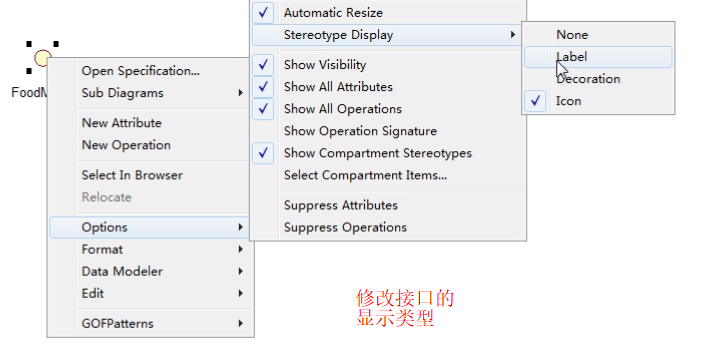 FoodM
Open Specification...
Sub Diagrams
New Attribute
New Operation
Select In Browser
Relocate
Options
Format
Data Modeler
Edit
GOFPatterns
Automatic Resize
Stereotype Display
Show Visibility
Show All Attributes
Show All Operations
Show Operation Signature
Show Compartment Stereotypes
Select Compartment Items...
Suppress Attributes
Suppress Operations
None
Label
Decoration
Icon
修改接口的
显示类型